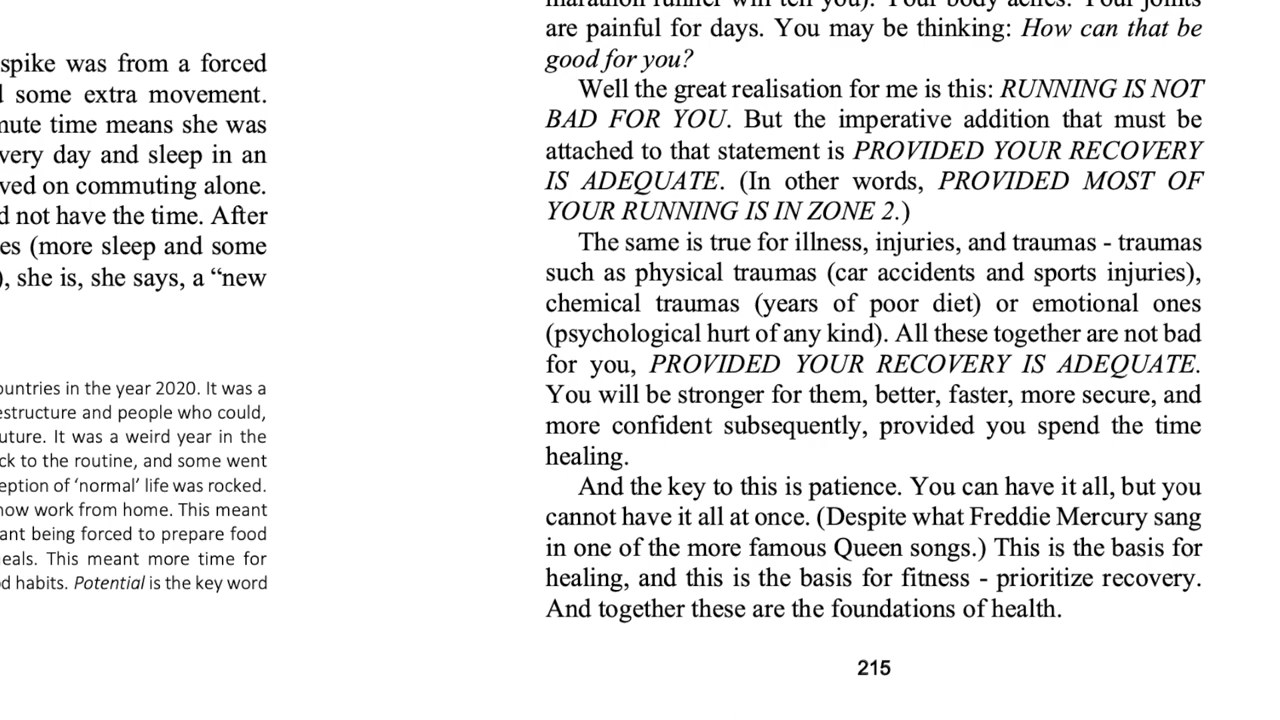 spike was from a forced
some extra movement.
time means she was
very day and sleep in an
on commuting alone.
not have the time. After
(more sleep and some
), she is, she says, a “new
countries in the year 2020. It was a
and people who could,
It was a weird year in the
to the routine, and some went
of ‘normal’ life was rocked.
now work from home. This meant
being forced to prepare food
This meant more time for
habits. Potential is the key word
will tell you). Your body aches. Your joints
are painful for days. You may be thinking: How can that be
good for you?
Well the great realisation for me is this: RUNNING IS NOT
BAD FOR YOU. But the imperative addition that must be
attached to that statement is PROVIDED YOUR RECOVERY
IS ADEQUATE. (In other words, PROVIDED MOST OF
YOUR RUNNING IS IN ZONE 2.)
The same is true for illness, injuries, and traumas - traumas
such as physical traumas (car accidents and sports injuries),
chemical traumas (years of poor diet) or emotional ones
(psychological hurt of any kind). All these together are not bad
for you, PROVIDED YOUR RECOVERY IS ADEQUATE.
You will be stronger for them, better, faster, more secure, and
more confident subsequently, provided you spend the time
healing.
And the key to this is patience. You can have it all, but you
cannot have it all at once. (Despite what Freddie Mercury sang
in one of the more famous Queen songs.) This is the basis for
healing, and this is the basis for fitness - prioritize recovery.
And together these are the foundations of health.
215